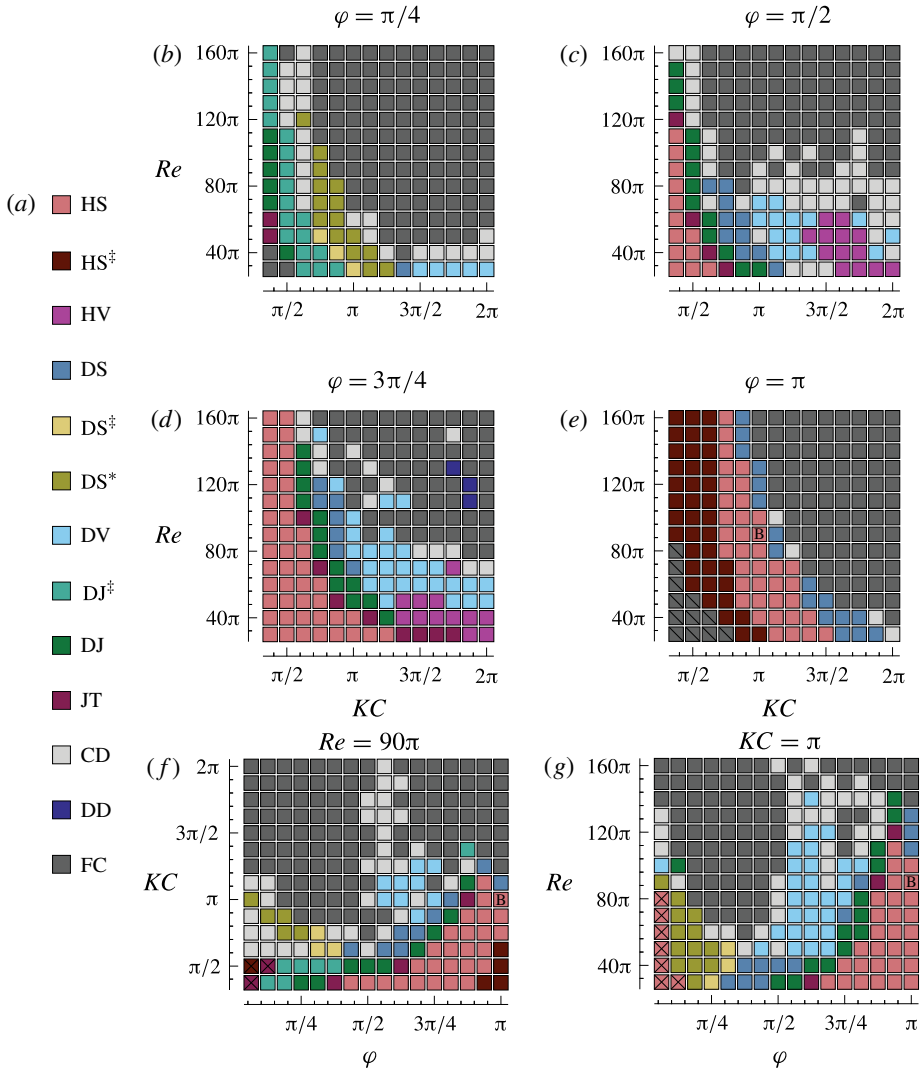 φ = π/4
φ = π/2
(b)
160π
120π
Re
80π
40π
π/2
π
3π/2
2π
(c)
160π
120π
80π
40π
π/2
π
3π/2
2π
(a)
HS
HS‡
HV
DS
DS‡
DS*
DV
DJ‡
DJ
JT
CD
DD
FC
φ = 3π/4
φ = π
(d)
160π
120π
Re
80π
40π
π/2
π
3π/2
2π
KC
(e)
160π
120π
80π
40π
B
π/2
π
3π/2
2π
KC
Re = 90π
KC = π
(f)
2π
3π/2
KC
π
π/2
B
π/4
π/2
3π/4
π
φ
(g)
160π
120π
Re
80π
40π
B
π/4
π/2
3π/4
π
φ